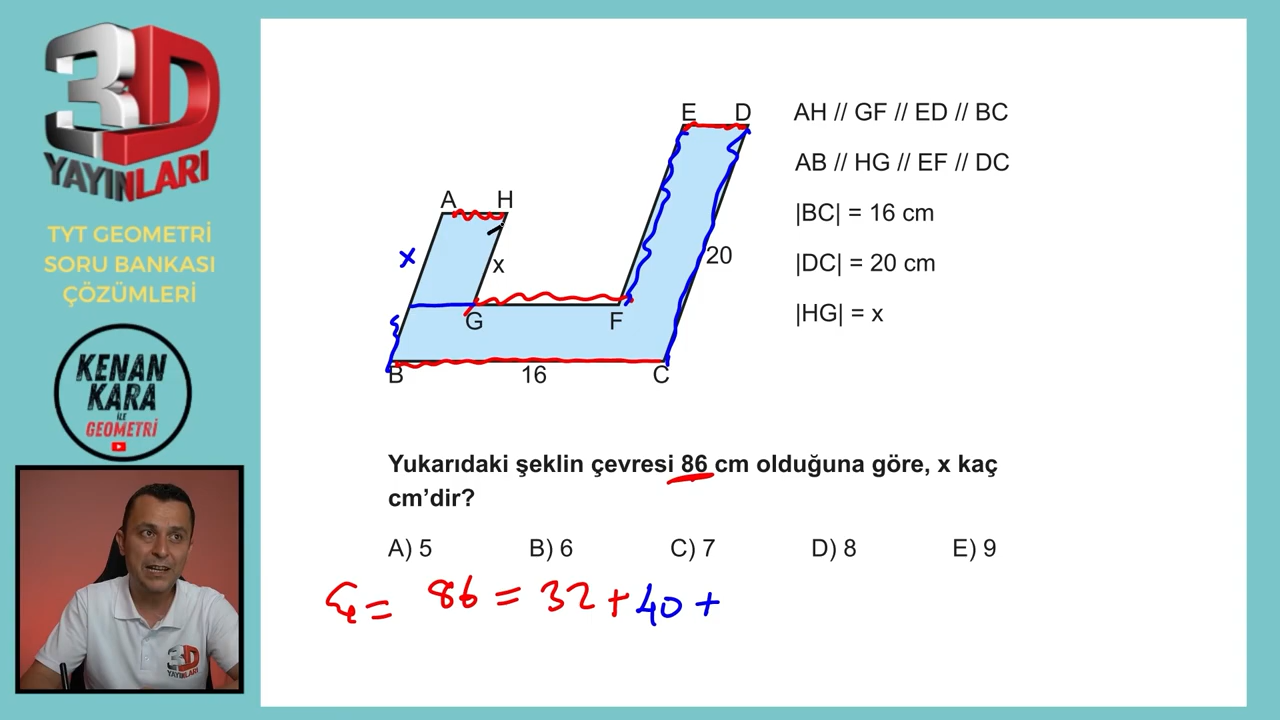 3D
YAYINLARI
TYT GEOMETRİ
SORU BANKASI
ÇÖZÜMLERİ
KENAN
KARA
İLE
GEOMETRİ
3D
YAYINLARI
E D
A H
x
x
20
G F
B 16 C
AH // GF // ED // BC
AB // HG // EF // DC
|BC| = 16 cm
|DC| = 20 cm
|HG| = x
Yukarıdaki şeklin çevresi 86 cm olduğuna göre, x kaç
cm'dir?
A) 5 B) 6 C) 7 D) 8 E) 9
Ç = 86 = 32 + 40 +